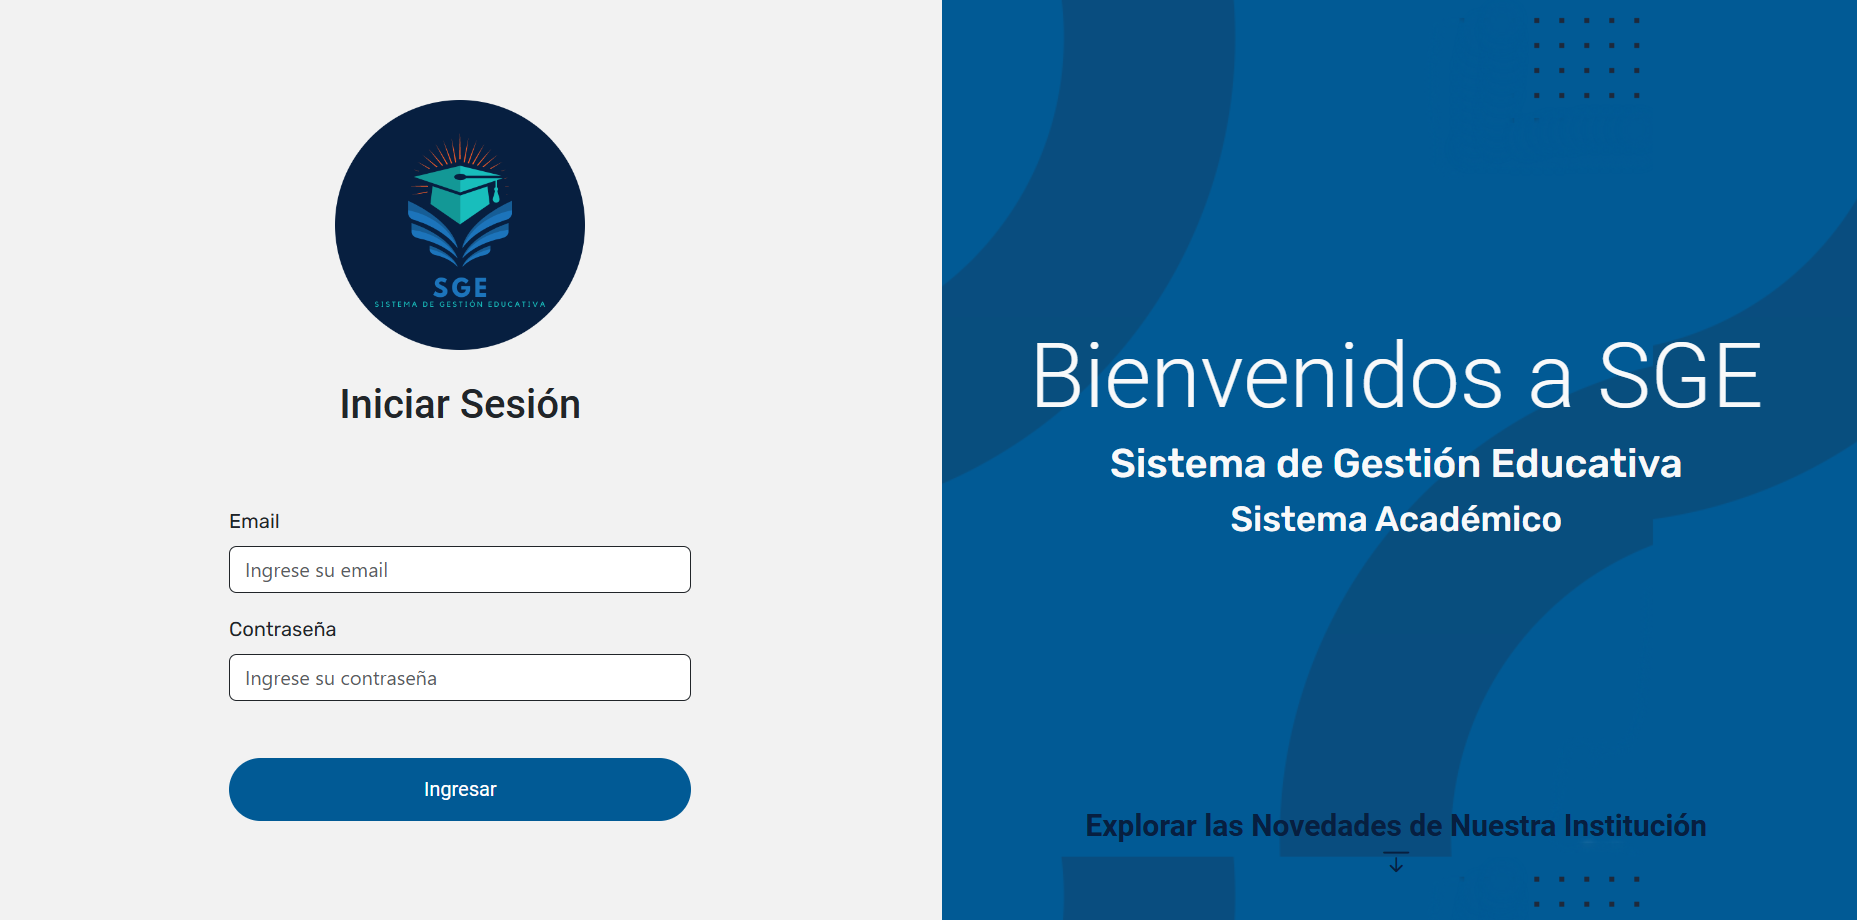 SGE
SISTEMA DE GESTIÓN EDUCATIVA
Iniciar Sesión
Email
Ingrese su email
Contraseña
Ingrese su contraseña
Ingresar
Bienvenidos a SGE
Sistema de Gestión Educativa
Sistema Académico
Explorar las Novedades de Nuestra Institución